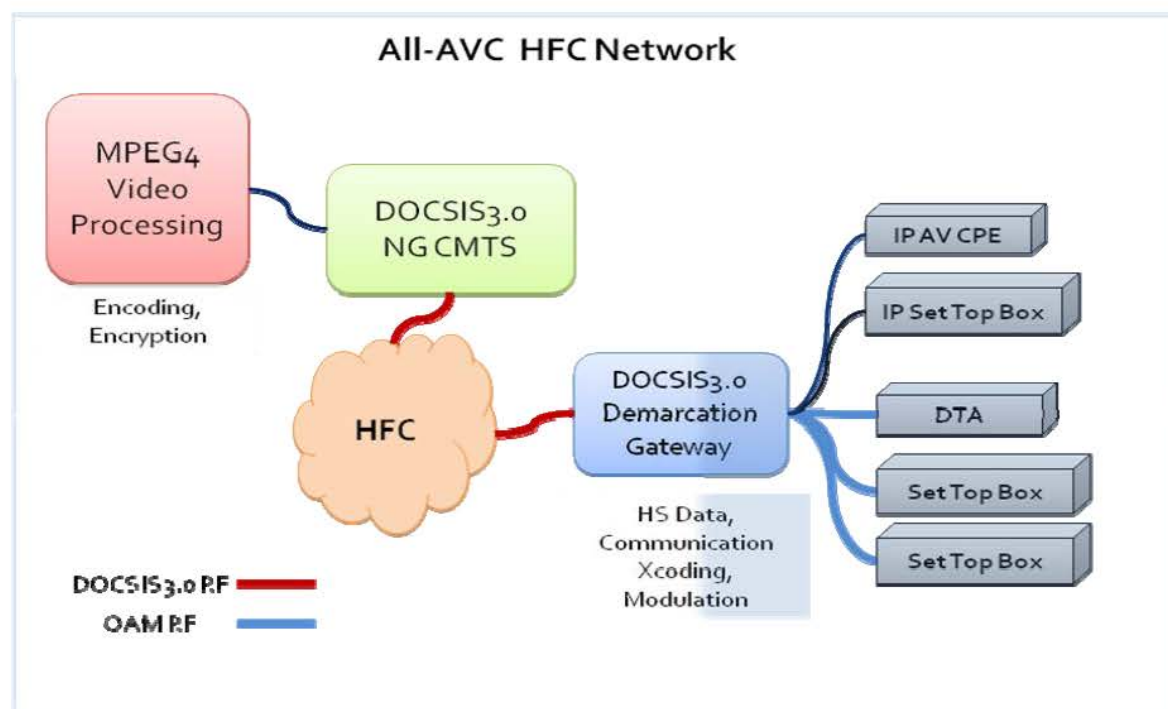 All-AVC HFC Network
MPEG4
Video
Processing
Encoding,
Encryption
DOCSIS3.0
NG CMTS
HFC
DOCSIS3.0
Demarcation
Gateway
HS Data,
Communication
Xcoding,
Modulation
IP AV CPE
IP Set Top Box
DTA
Set Top Box
Set Top Box
DOCSIS3.0 RF
QAM RF